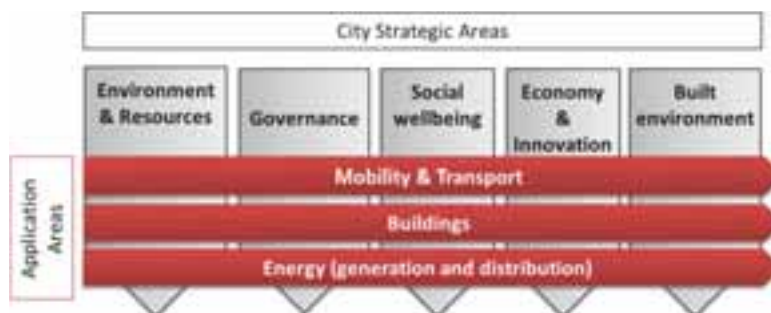 City Strategic Areas
Environment
& Resources
Governance
Social
wellbeing
Economy
&
Innovation
Built
environment
Application
Areas
Mobility & Transport
Buildings
Energy (generation and distribution)